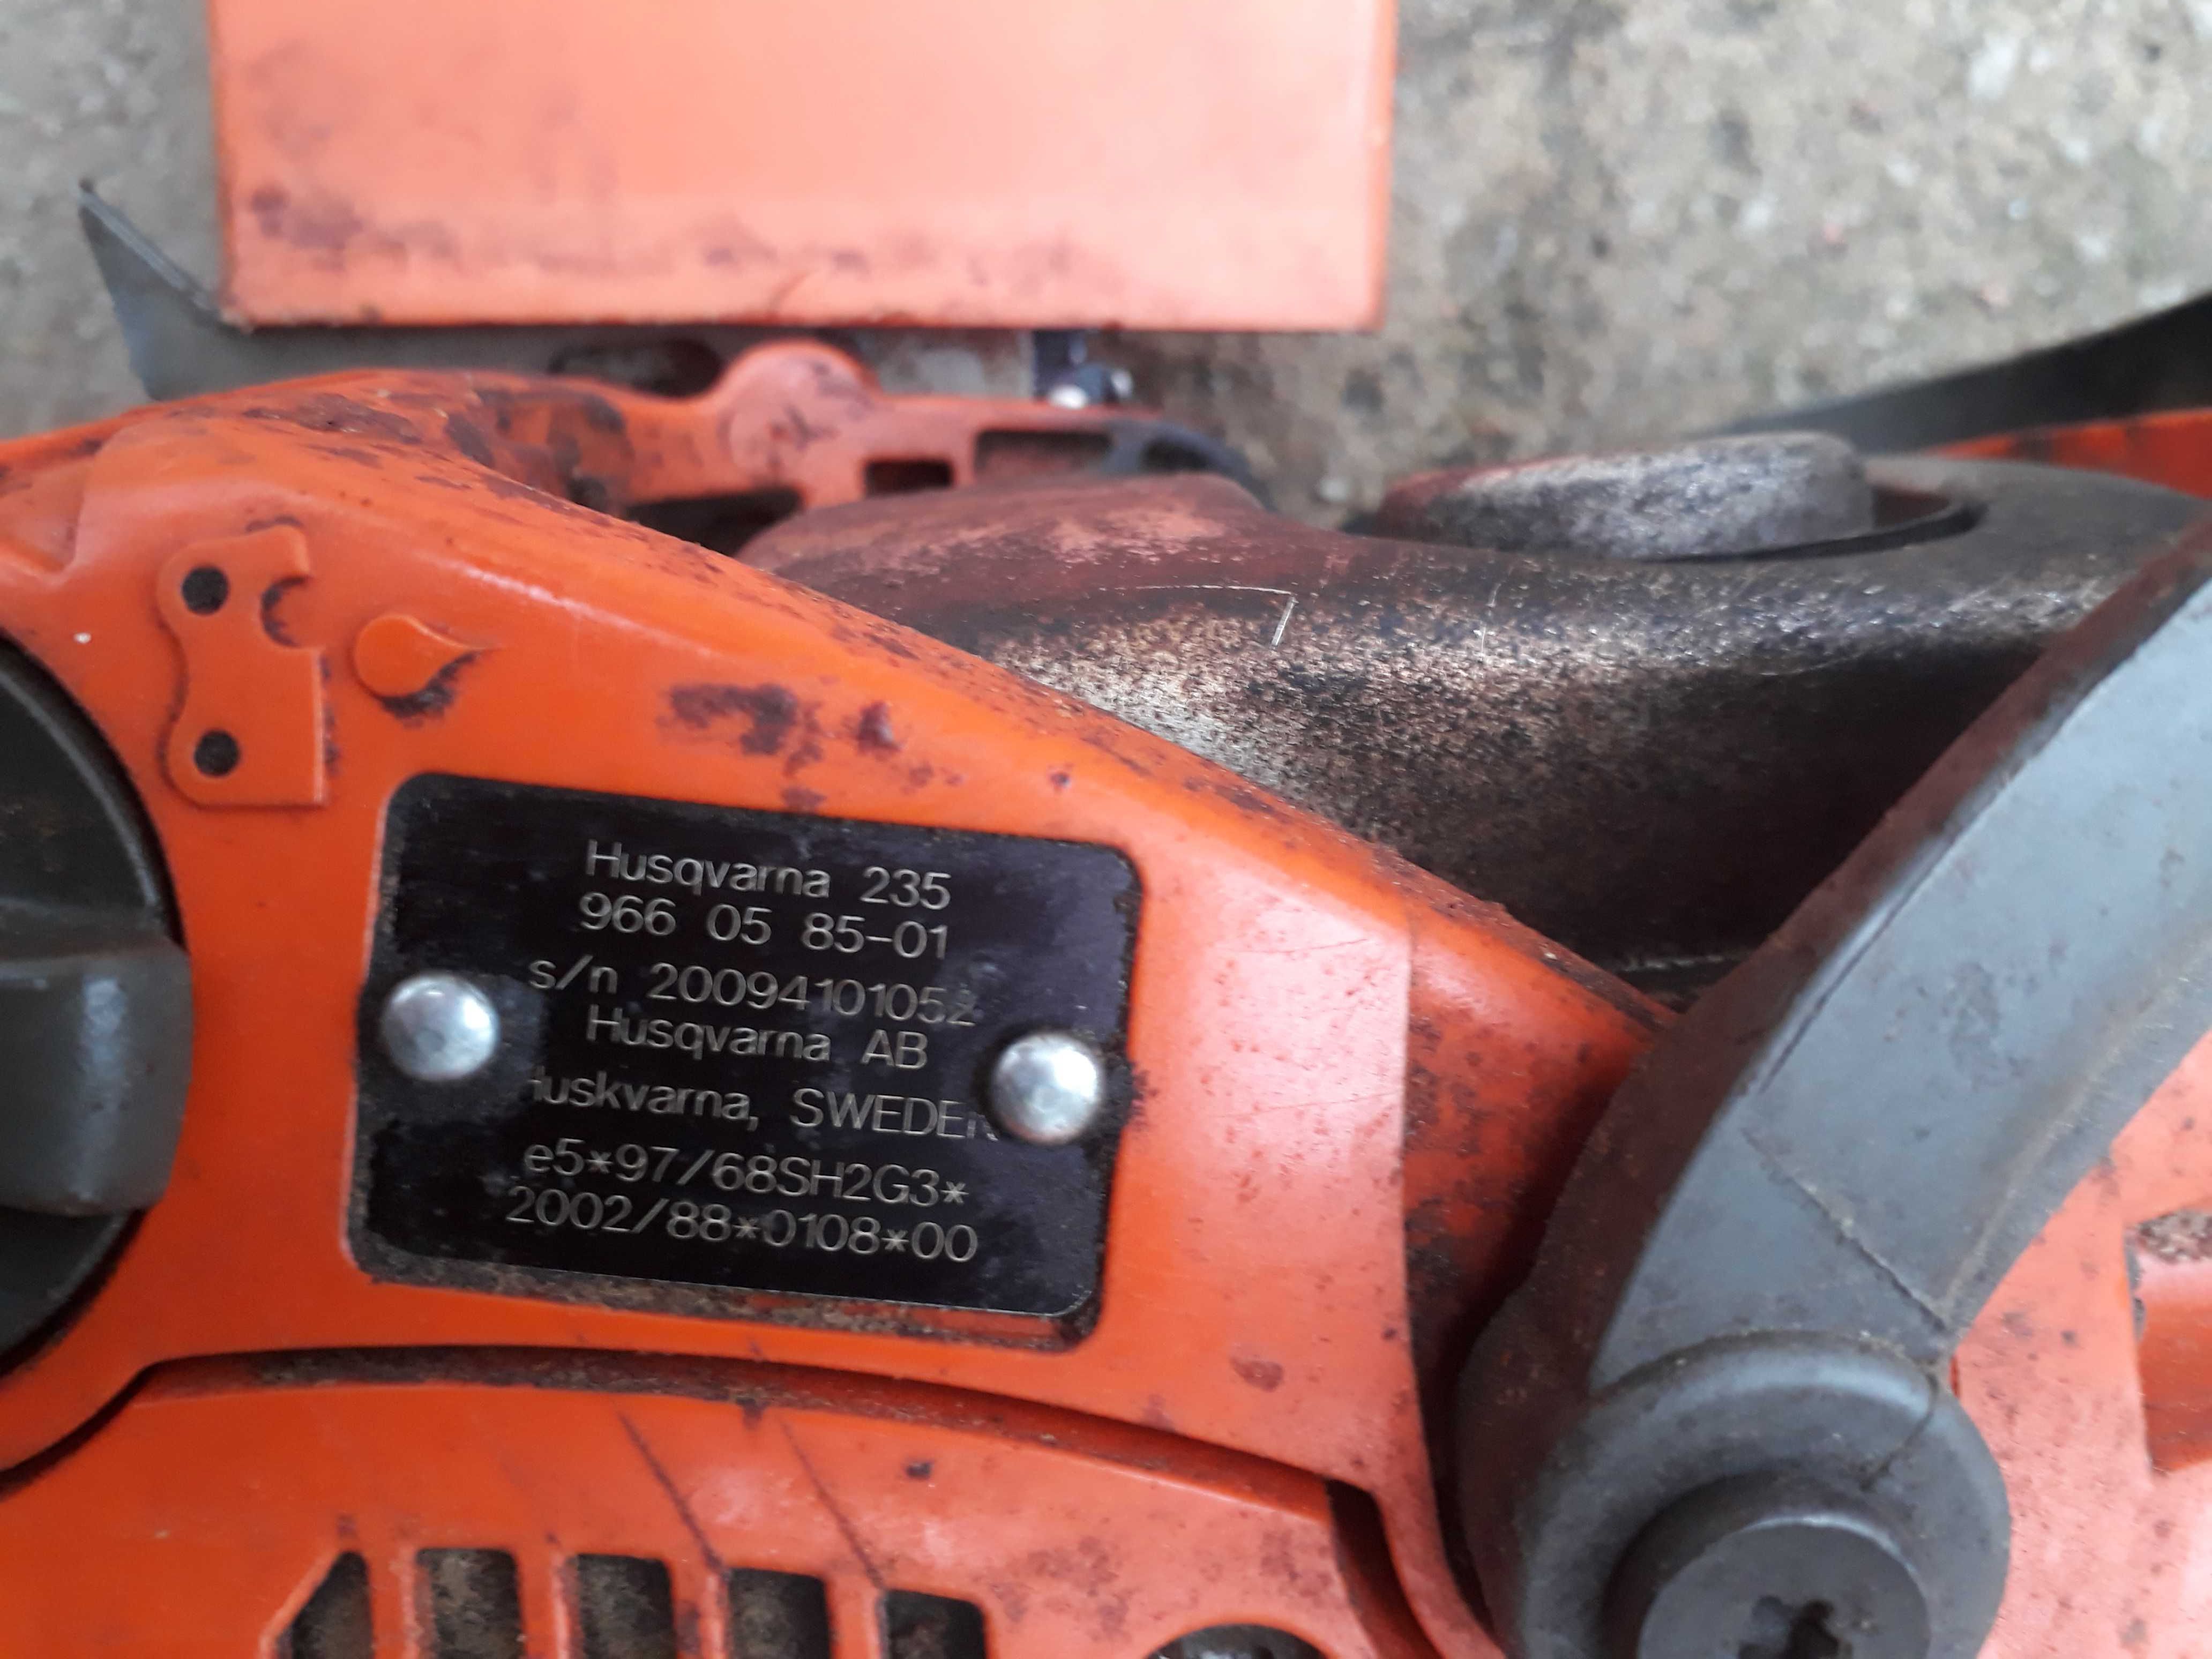 Husqvarna 235
966 05 85-01
s/n 20094101052
Husqvarna AB
Huskvarna, SWEDEN
e5*97/68SH2G3*
2002/88*0108*00